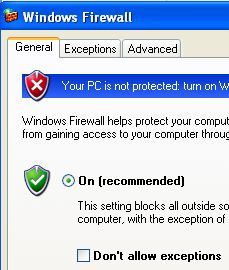 Windows Firewall
General Exceptions Advanced
Your PC is not protected: turn on W
Windows Firewall helps protect your comput
from gaining access to your computer throug
On (recommended)
This setting blocks all outside so
computer, with the exception of
Don't allow exceptions